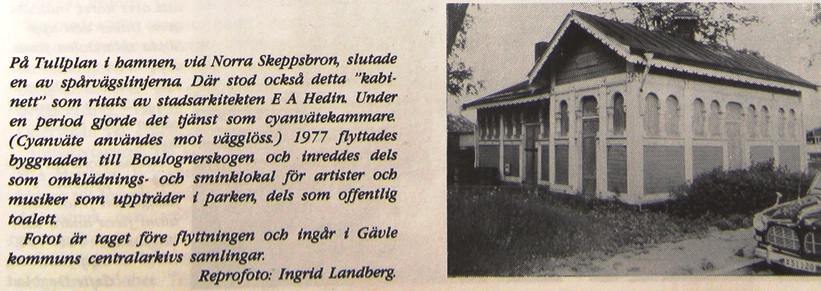 På Tullplan i hamnen, vid Norra Skeppsbron, slutade
en av spårvägslinjerna. Där stod också detta "kabi-
nett" som ritats av stadsarkitekten E A Hedin. Under
en period gjorde det tjänst som cyanvätekammare.
(Cyanväte användes mot vägglöss.) 1977 flyttades
byggnaden till Boulognerskogen och inreddes dels
som omklädnings- och sminklokal för artister och
musiker som uppträder i parken, dels som offentlig
toalett.
Fotot är taget före flyttningen och ingår i Gävle
kommuns centralarkivs samlingar.
Reprofoto: Ingrid Landberg.